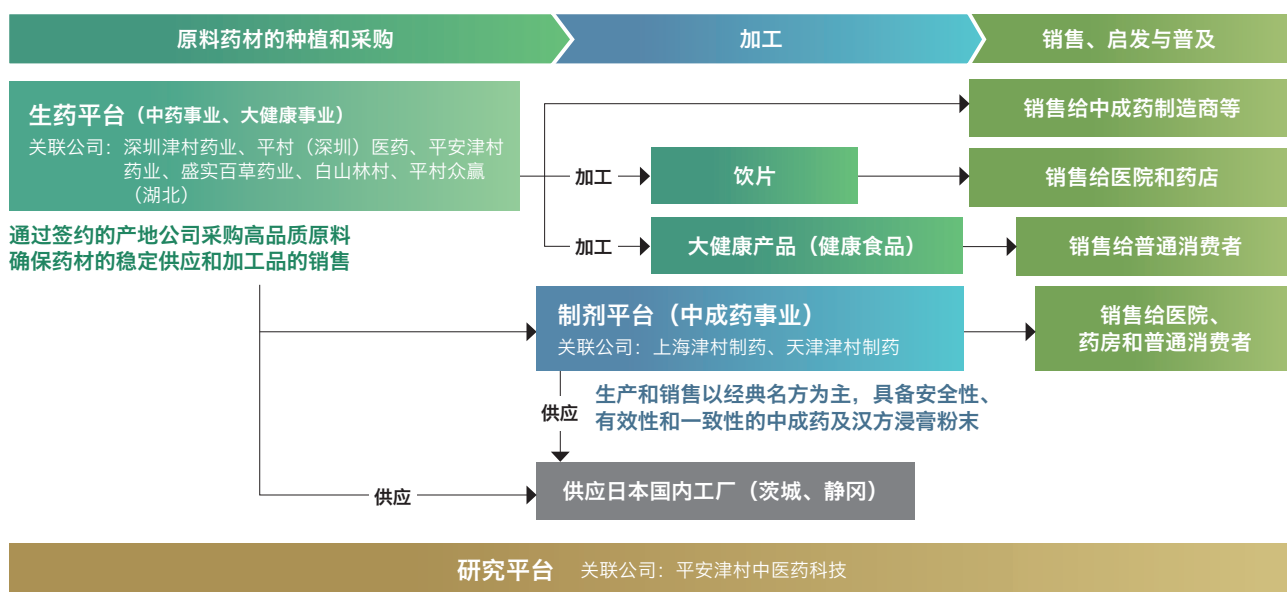 原料药材的种植和采购
加工
销售、启发与普及
生药平台（中药事业、大健康事业）
关联公司：深圳津村药业、平村（深圳）医药、平安津村
药业、盛实百草药业、白山林村、平村众赢
（湖北）
通过签约的产地公司采购高品质原料
确保药材的稳定供应和加工品的销售
销售给中成药制造商等
加工
饮片
销售给医院和药店
加工
大健康产品（健康食品）
销售给普通消费者
制剂平台（中成药事业）
关联公司：上海津村制药、天津津村制药
销售给医院、
药房和普通消费者
供应
生产和销售以经典名方为主，具备安全性、
有效性和一致性的中成药及汉方浸膏粉末
供应
供应日本国内工厂（茨城、静冈）
研究平台 关联公司：平安津村中医药科技